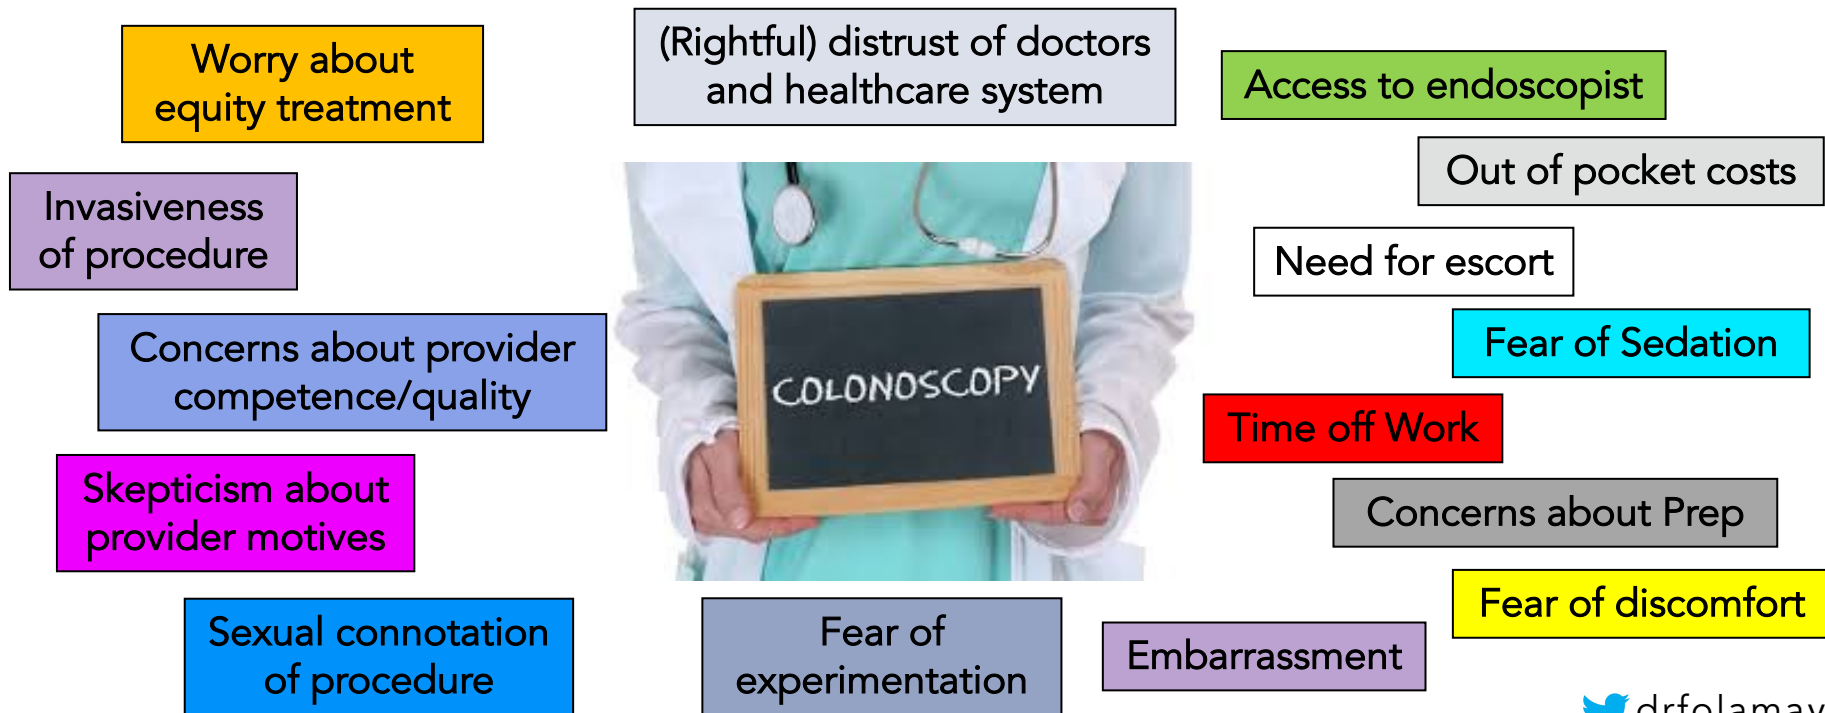 Worry about
equity treatment
(Rightful) distrust of doctors
and healthcare system
Access to endoscopist
Out of pocket costs
Invasiveness
of procedure
Need for escort
Concerns about provider
competence/quality
Fear of Sedation
COLONOSCOPY
Time off Work
Skepticism about
provider motives
Concerns about Prep
Fear of discomfort
Sexual connotation
of procedure
Fear of
experimentation
Embarrassment
drfolamay